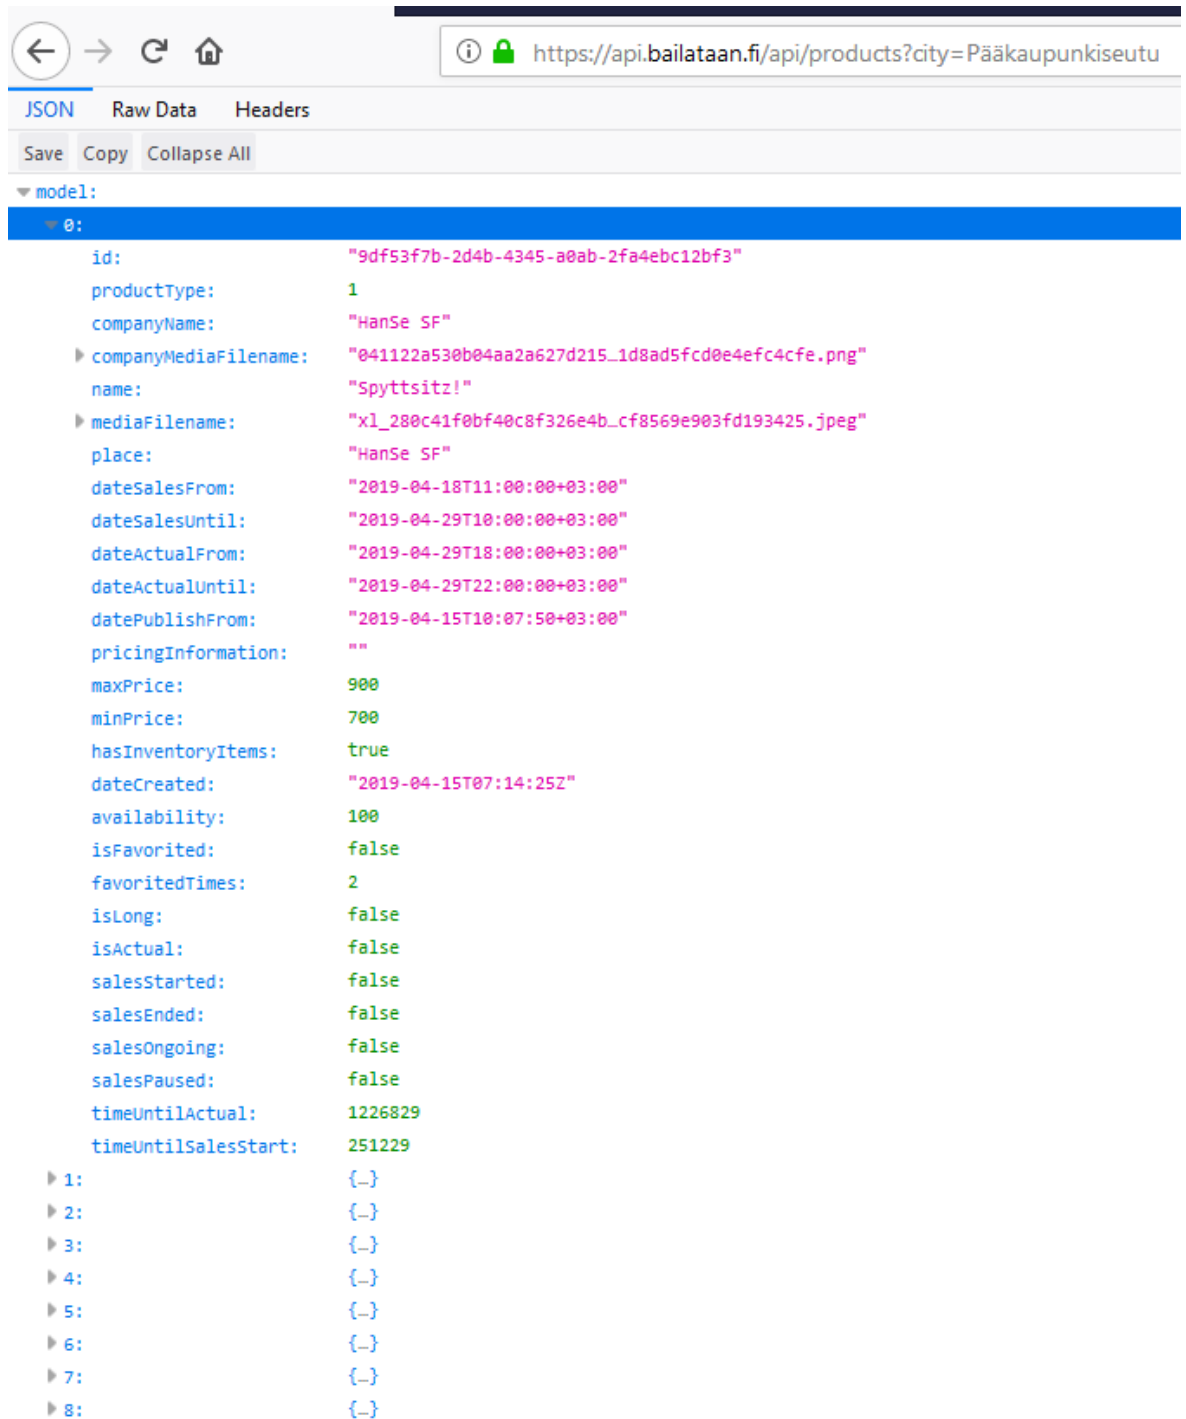 https://api.bailataan.fi/api/products?city=Pääkaupunkiseutu
JSON Raw Data Headers
Save Copy Collapse All
model:
0:
id: "9df53f7b-2d4b-4345-a0ab-2fa4ebc12bf3"
productType: 1
companyName: "HanSe SF"
companyMediaFilename: "041122a530b04aa2a627d215…1d8ad5fcd0e4efc4cfe.png"
name: "Spyttsitz!"
mediaFilename: "xl_280c41f0bf40c8f326e4b…cf8569e903fd193425.jpeg"
place: "HanSe SF"
dateSalesFrom: "2019-04-18T11:00:00+03:00"
dateSalesUntil: "2019-04-29T10:00:00+03:00"
dateActualFrom: "2019-04-29T18:00:00+03:00"
dateActualUntil: "2019-04-29T22:00:00+03:00"
datePublishFrom: "2019-04-15T10:07:50+03:00"
pricingInformation: ""
maxPrice: 900
minPrice: 700
hasInventoryItems: true
dateCreated: "2019-04-15T07:14:25Z"
availability: 100
isFavorited: false
favoritedTimes: 2
isLong: false
isActual: false
salesStarted: false
salesEnded: false
salesOngoing: false
salesPaused: false
timeUntilActual: 1226829
timeUntilSalesStart: 251229
1: {…}
2: {…}
3: {…}
4: {…}
5: {…}
6: {…}
7: {…}
8: {…}